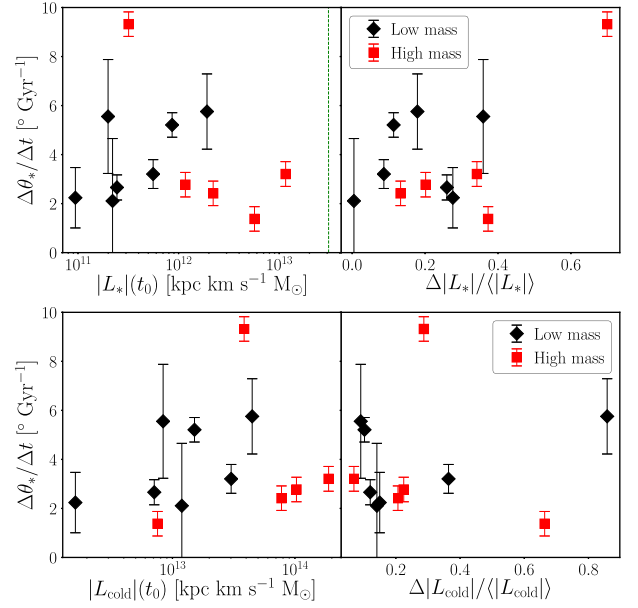 10
8
6
4
2
0
Δθ*/Δt [° Gyr⁻¹]
10¹¹ 10¹² 10¹³
|L*|(t₀) [kpc km s⁻¹ M⊙]
Low mass
High mass
0.0 0.2 0.4 0.6
Δ|L*|/⟨|L*|⟩
10
8
6
4
2
0
Δθ*/Δt [° Gyr⁻¹]
10¹³ 10¹⁴
|L_cold|(t₀) [kpc km s⁻¹ M⊙]
Low mass
High mass
0.2 0.4 0.6 0.8
Δ|L_cold|/⟨|L_cold|⟩